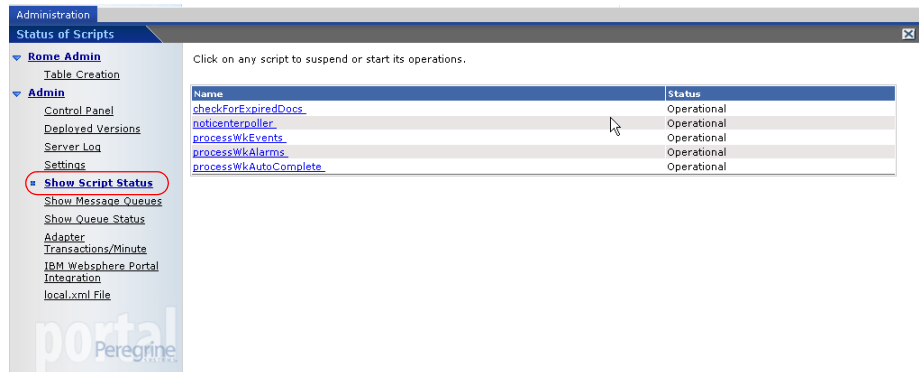 Administration
Status of Scripts
Rome Admin
Table Creation
Admin
Control Panel
Deployed Versions
Server Log
Settings
Show Script Status
Show Message Queues
Show Queue Status
Adapter
Transactions/Minute
IBM Websphere Portal
Integration
local.xml File
portal
Peregrine
SYSTEMS
Click on any script to suspend or start its operations.
Name Status
checkForExpiredDocs Operational
noticenterpoller Operational
processWkEvents Operational
processWkAlarms Operational
processWkAutoComplete Operational